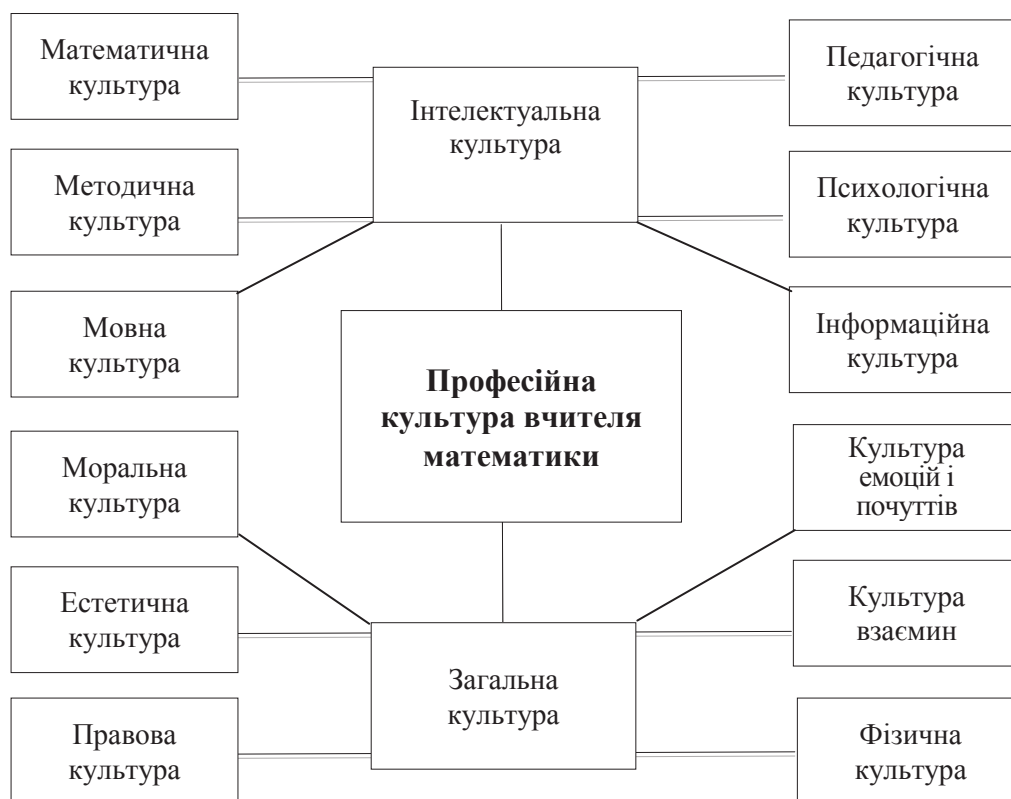 Математична
культура
Педагогічна
культура
Інтелектуальна
культура
Методична
культура
Психологічна
культура
Мовна
культура
Інформаційна
культура
Професійна
культура вчителя
математики
Моральна
культура
Культура
емоцій і
почуттів
Естетична
культура
Культура
взаємин
Загальна
культура
Правова
культура
Фізична
культура